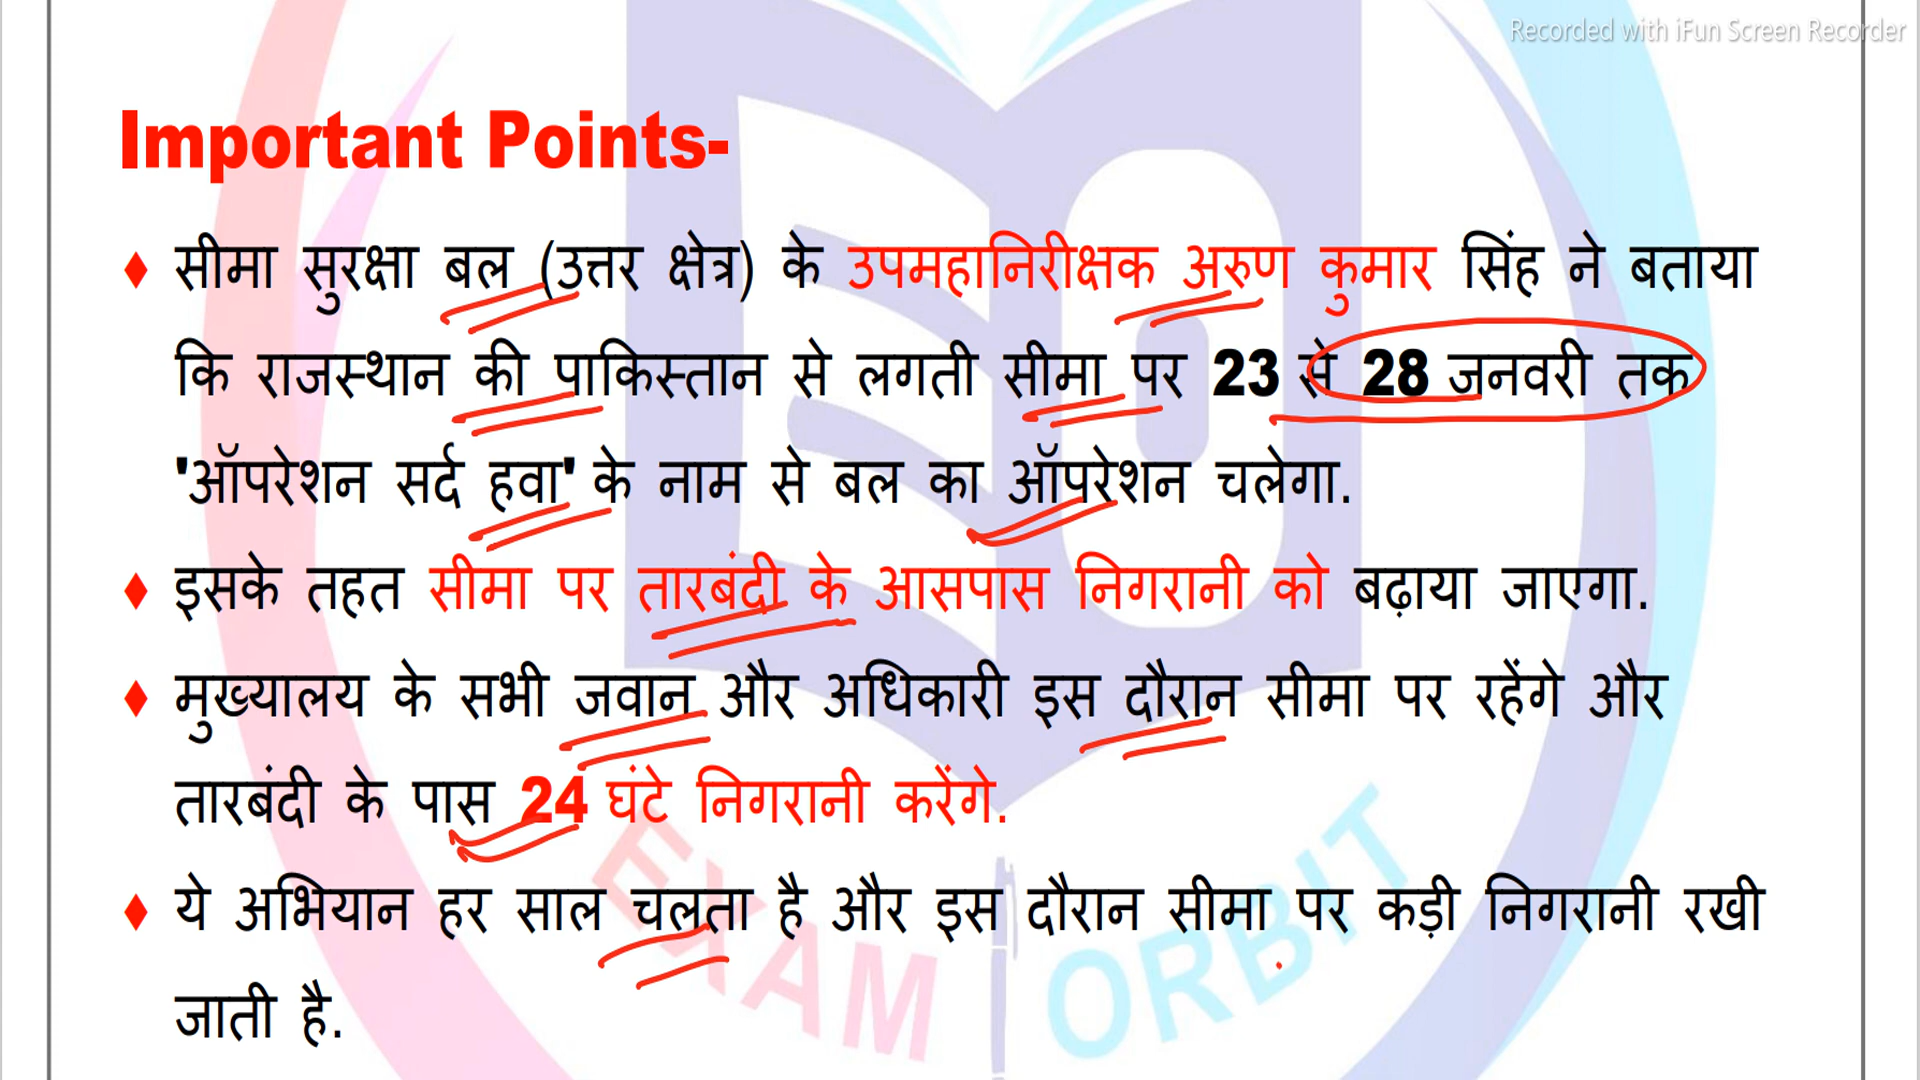 Recorded with iFun Screen Recorder
Important Points-
♦ सीमा सुरक्षा बल (उत्तर क्षेत्र) के उपमहानिरीक्षक अरुण कुमार सिंह ने बताया
कि राजस्थान की पाकिस्तान से लगती सीमा पर 23 से 28 जनवरी तक
'ऑपरेशन सर्द हवा' के नाम से बल का ऑपरेशन चलेगा.
♦ इसके तहत सीमा पर तारबंदी के आसपास निगरानी को बढ़ाया जाएगा.
♦ मुख्यालय के सभी जवान और अधिकारी इस दौरान सीमा पर रहेंगे और
तारबंदी के पास 24 घंटे निगरानी करेंगे.
♦ ये अभियान हर साल चलता है और इस दौरान सीमा पर कड़ी निगरानी रखी
जाती है.
EXAM ORBIT